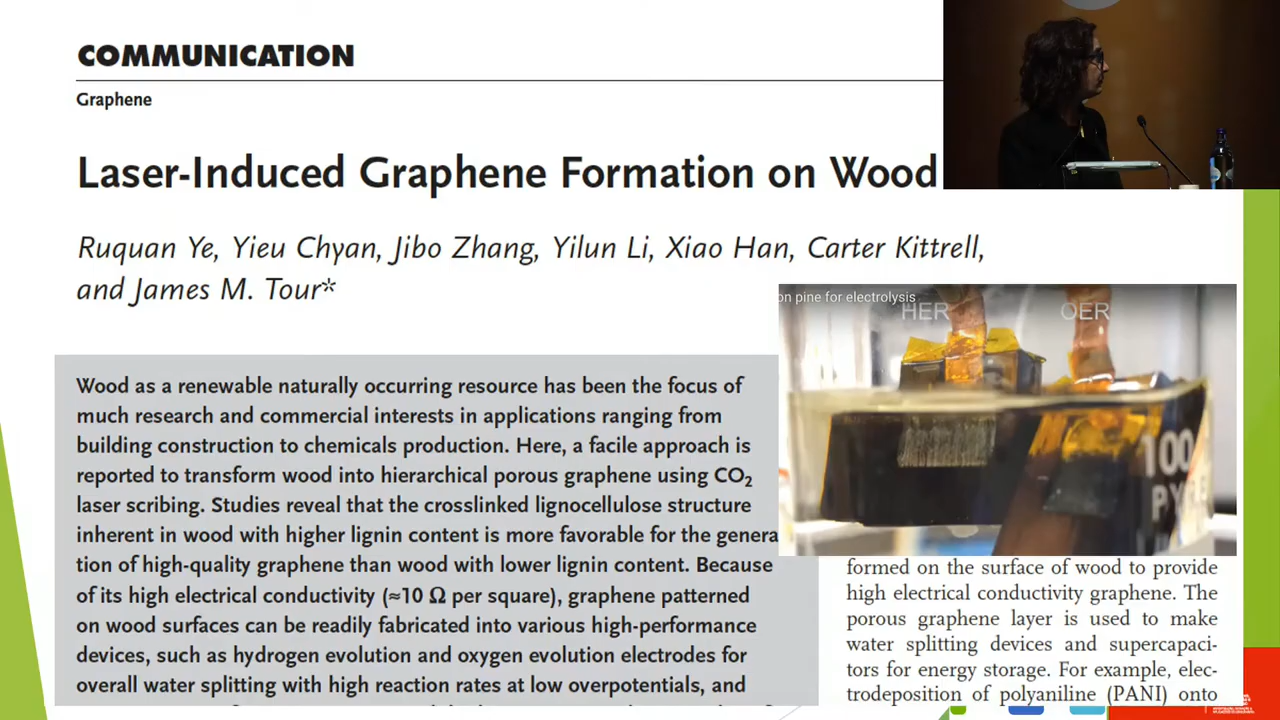 COMMUNICATION
Graphene
Laser-Induced Graphene Formation on Wood
Ruquan Ye, Yieu Chyan, Jibo Zhang, Yilun Li, Xiao Han, Carter Kittrell,
and James M. Tour*
Wood as a renewable naturally occurring resource has been the focus of
much research and commercial interests in applications ranging from
building construction to chemicals production. Here, a facile approach is
reported to transform wood into hierarchical porous graphene using CO₂
laser scribing. Studies reveal that the crosslinked lignocellulose structure
inherent in wood with higher lignin content is more favorable for the genera
tion of high-quality graphene than wood with lower lignin content. Because
of its high electrical conductivity (≈10 Ω per square), graphene patterned
on wood surfaces can be readily fabricated into various high-performance
devices, such as hydrogen evolution and oxygen evolution electrodes for
overall water splitting with high reaction rates at low overpotentials, and
on pine for electrolysis
HER OER
100
PY
formed on the surface of wood to provide
high electrical conductivity graphene. The
porous graphene layer is used to make
water splitting devices and supercapaci-
tors for energy storage. For example, elec-
trodeposition of polyaniline (PANI) onto